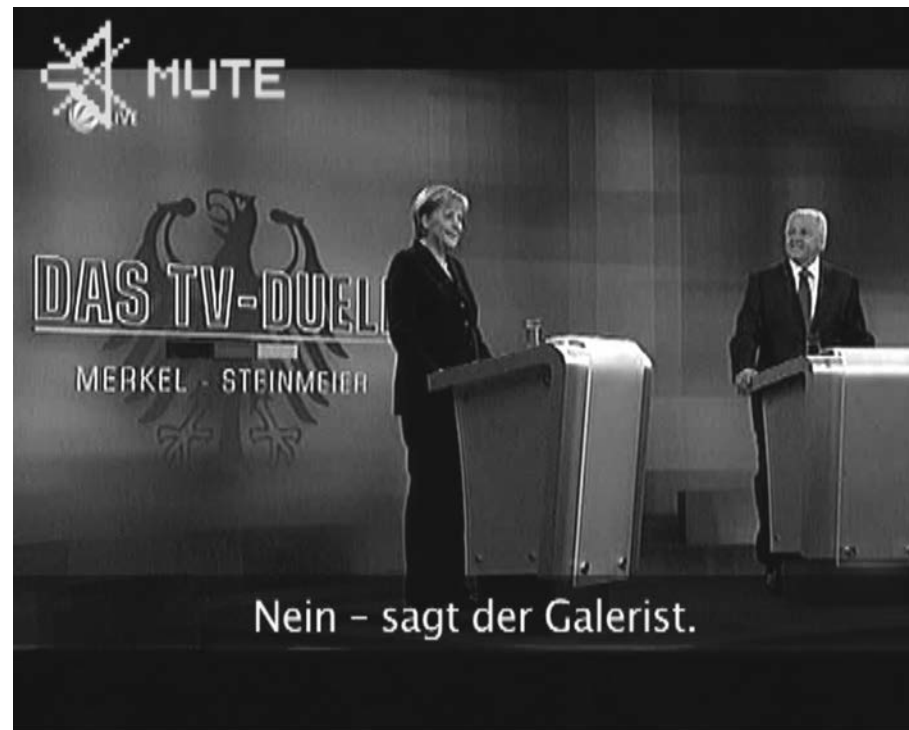 MUTE
DAS TV-DUELL
MERKEL - STEINMEIER
Nein – sagt der Galerist.